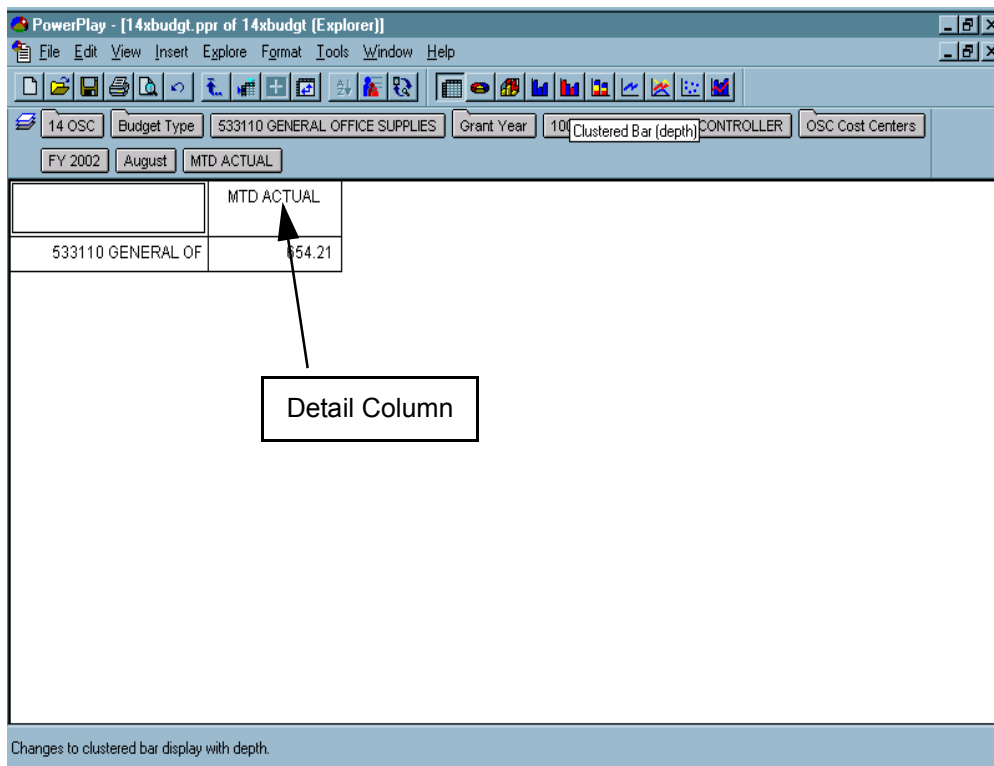 PowerPlay - [14xbudgt.ppr of 14xbudgt (Explorer)]
File Edit View Insert Explore Format Tools Window Help
14 OSC Budget Type 533110 GENERAL OFFICE SUPPLIES Grant Year Clustered Bar (depth) CONTROLLER OSC Cost Centers
FY 2002 August MTD ACTUAL
MTD ACTUAL
533110 GENERAL OF 654.21
Detail Column
Changes to clustered bar display with depth.